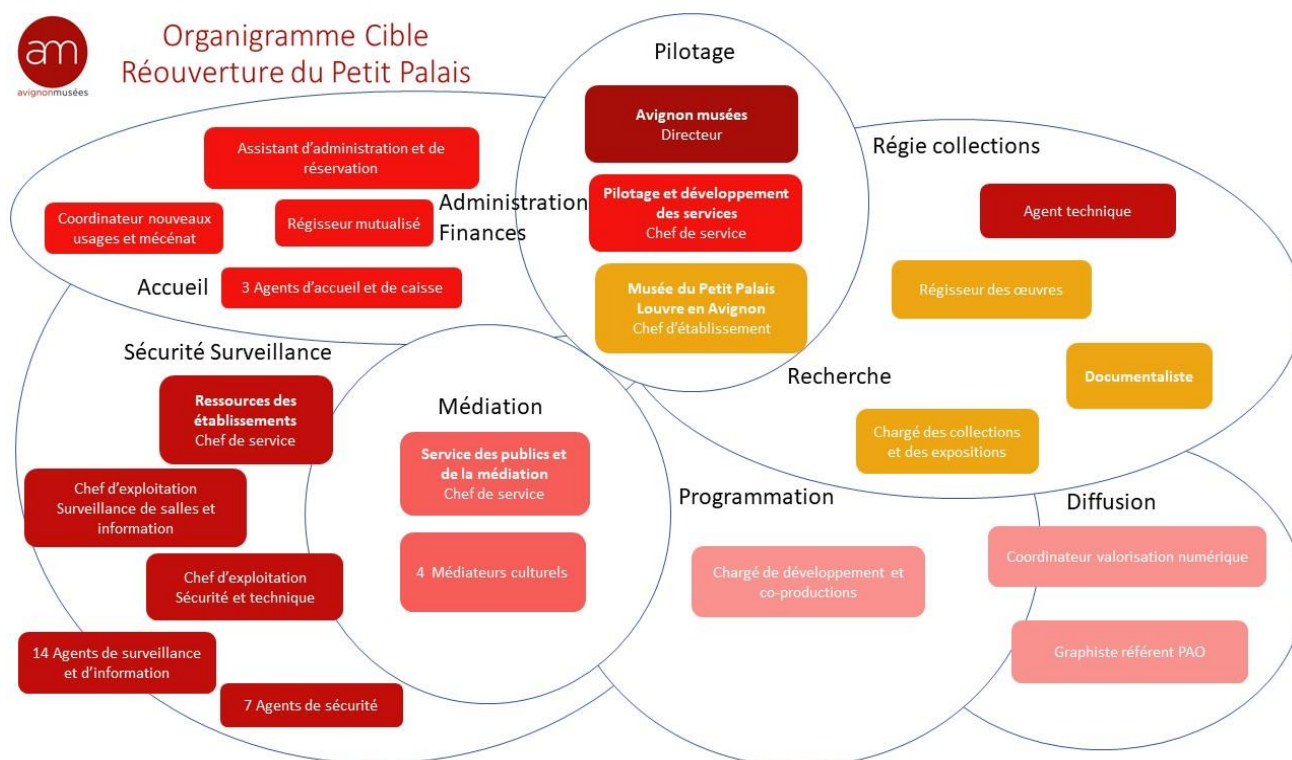 am
avignonmusées
Organigramme Cible
Réouverture du Petit Palais
Pilotage
Avignon musées
Directeur
Pilotage et développement
des services
Chef de service
Musée du Petit Palais
Louvre en Avignon
Chef d'établissement
Administration
Finances
Assistant d'administration et de
réservation
Coordinateur nouveaux
usages et mécénat
Régisseur mutualisé
Accueil
3 Agents d'accueil et de caisse
Régie collections
Agent technique
Régisseur des œuvres
Recherche
Documentaliste
Chargé des collections
et des expositions
Sécurité Surveillance
Ressources des
établissements
Chef de service
Chef d'exploitation
Surveillance de salles et
information
Chef d'exploitation
Sécurité et technique
14 Agents de surveillance
et d'information
7 Agents de sécurité
Médiation
Service des publics et
de la médiation
Chef de service
4 Médiateurs culturels
Programmation
Chargé de développement et
co-productions
Diffusion
Coordinateur valorisation numérique
Graphiste référent PAO